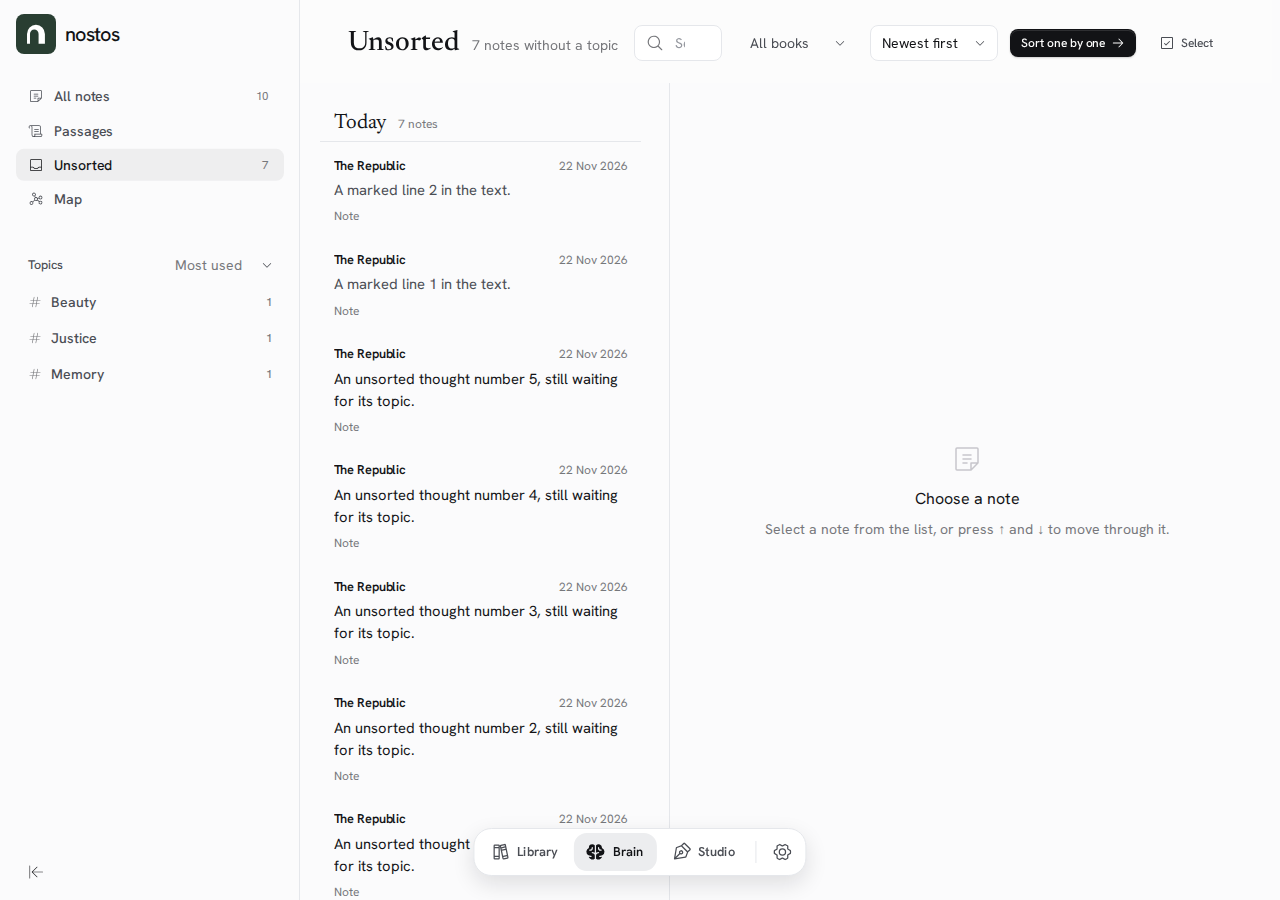 nostos
All notes 10
Passages
Unsorted 7
Map
Topics Most used
# Beauty 1
# Justice 1
# Memory 1
Unsorted 7 notes without a topic
All books
Newest first
Sort one by one →
Select
Today 7 notes
The Republic 22 Nov 2026
A marked line 2 in the text.
Note
The Republic 22 Nov 2026
A marked line 1 in the text.
Note
The Republic 22 Nov 2026
An unsorted thought number 5, still waiting
for its topic.
Note
The Republic 22 Nov 2026
An unsorted thought number 4, still waiting
for its topic.
Note
The Republic 22 Nov 2026
An unsorted thought number 3, still waiting
for its topic.
Note
The Republic 22 Nov 2026
An unsorted thought number 2, still waiting
for its topic.
Note
The Republic 22 Nov 2026
An unsorted thought
for its topic.
Note
Choose a note
Select a note from the list, or press ↑ and ↓ to move through it.
Library
Brain
Studio